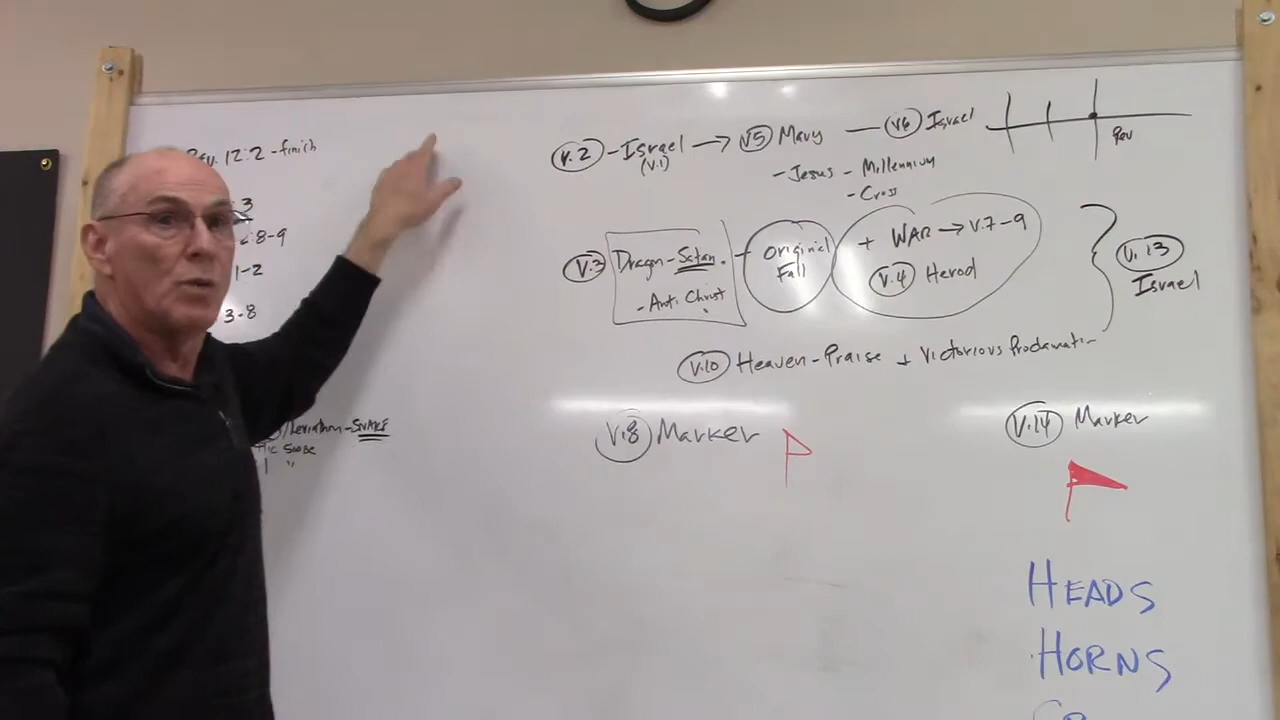 Rev. 12:2 - finish
3
8-9
1-2
3-8
/Leviathan - SNAKE
v.2 - Israel → v5 Mary — v6 Israel
(v.1)
Rev
- Jesus - Millennium
- Cross
v.3 Dragon - Satan. + Original Fall + WAR → v.7-9
- Anti Christ
v.4 Herod
v.13 Israel
v.10 Heaven - Praise + Victorious Proclamation
v.8 Marker
v.14 Marker
HEADS
HORNS